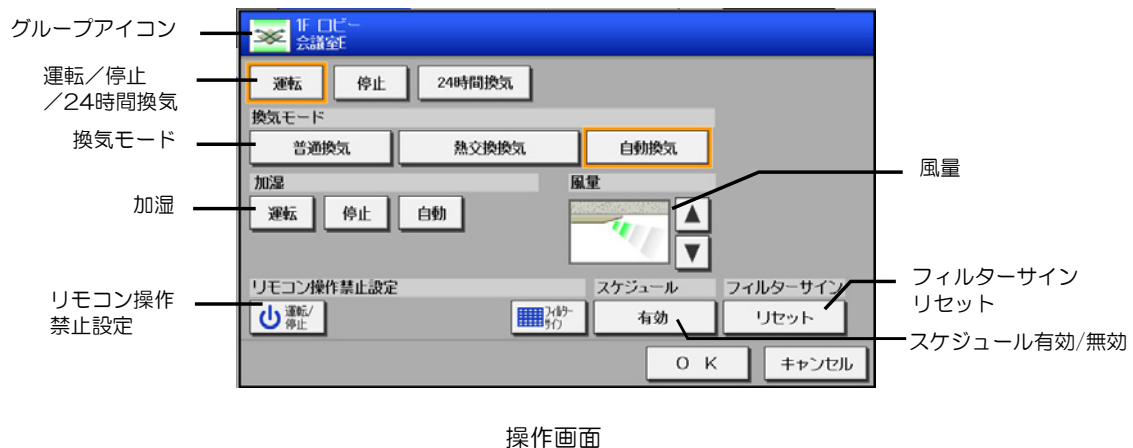 グループアイコン
1F ロビー
会議室E
運転／停止
／24時間換気
運転
停止
24時間換気
換気モード
換気モード
普通換気
熱交換換気
自動換気
加湿
風量
風量
加湿
運転
停止
自動
▲
▼
リモコン操作
禁止設定
リモコン操作禁止設定
スケジュール
フィルターサイン
フィルターサイン
リセット
運転/
停止
フィルター
サイン
有効
リセット
スケジュール有効/無効
O K
キャンセル
操作画面